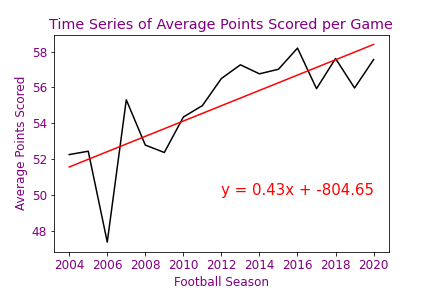 Time Series of Average Points Scored per Game
Average Points Scored
58
56
54
52
50
48
y = 0.43x + -804.65
2004 2006 2008 2010 2012 2014 2016 2018 2020
Football Season